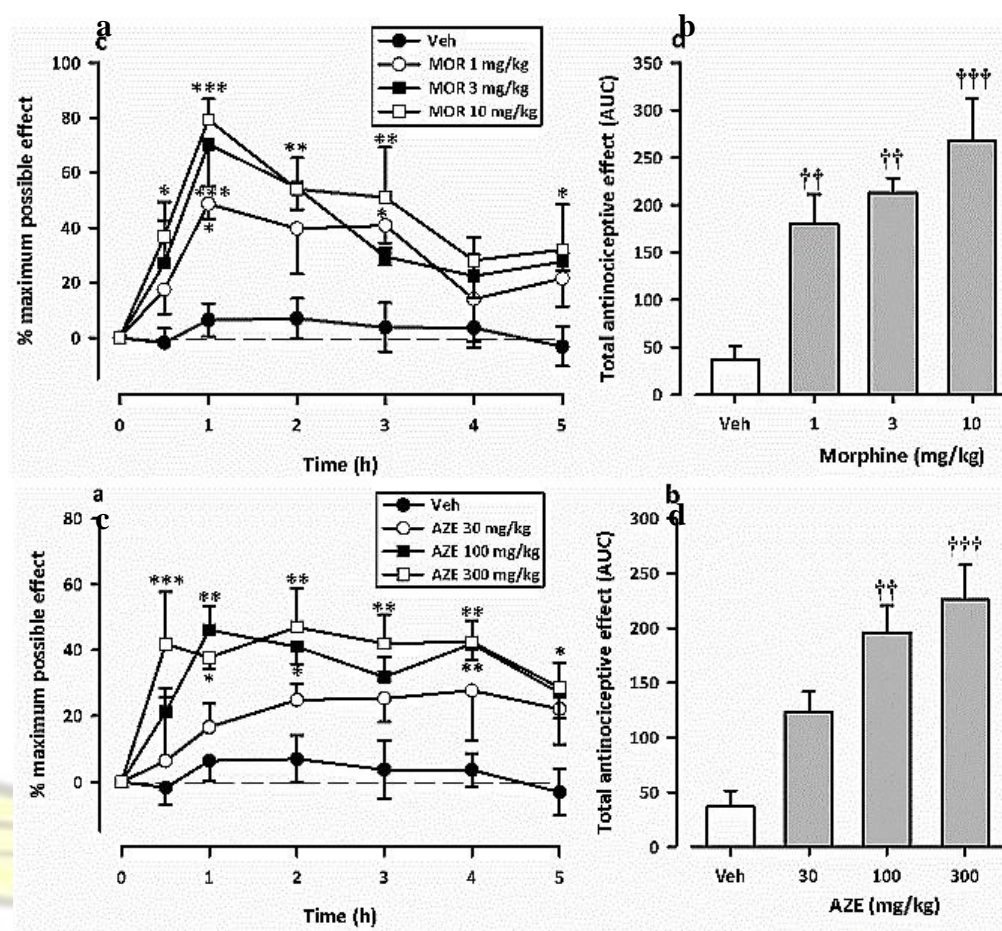 a
c
b
d
Veh
MOR 1 mg/kg
MOR 3 mg/kg
MOR 10 mg/kg
% maximum possible effect
100
80
60
40
20
0
***
*
**
**
*
***
*
*
0 1 2 3 4 5
Time (h)
Total antinociceptive effect (AUC)
350
300
250
200
150
100
50
0
††
††
†††
Veh 1 3 10
Morphine (mg/kg)
a
c
b
d
Veh
AZE 30 mg/kg
AZE 100 mg/kg
AZE 300 mg/kg
% maximum possible effect
80
60
40
20
0
***
**
**
**
**
*
*
*
**
0 1 2 3 4 5
Time (h)
Total antinociceptive effect (AUC)
300
250
200
150
100
50
0
††
†††
Veh 30 100 300
AZE (mg/kg)